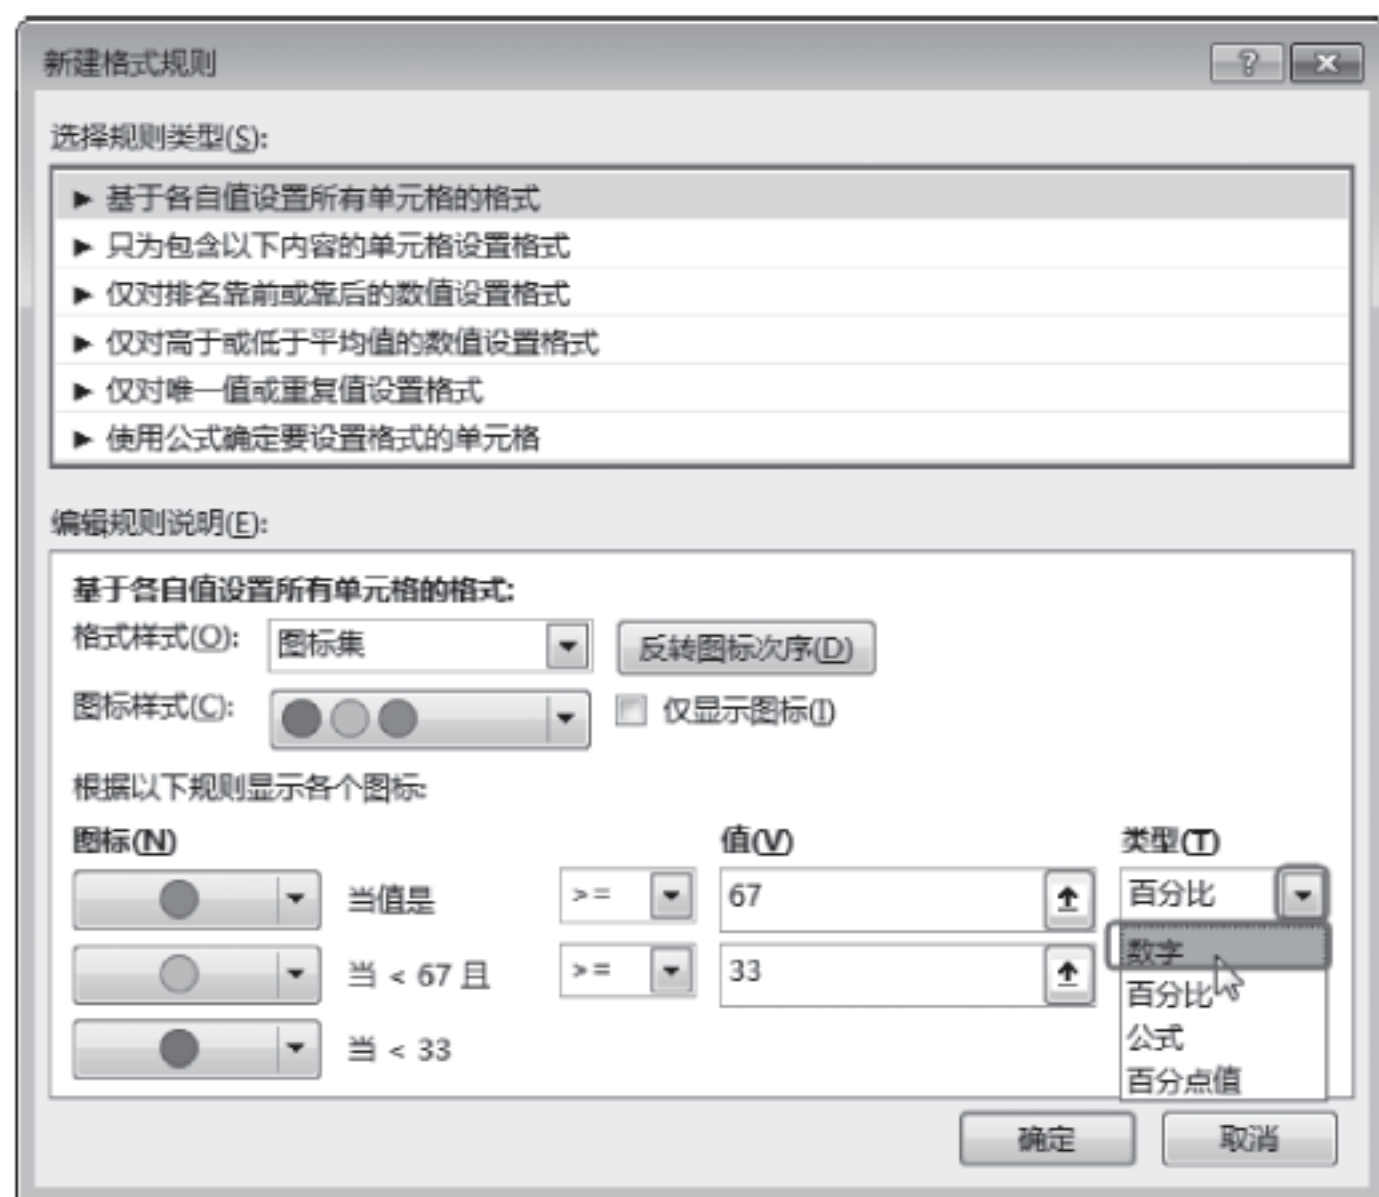 新建格式规则
选择规则类型(S):
► 基于各自值设置所有单元格的格式
► 只为包含以下内容的单元格设置格式
► 仅对排名靠前或靠后的数值设置格式
► 仅对高于或低于平均值的数值设置格式
► 仅对唯一值或重复值设置格式
► 使用公式确定要设置格式的单元格
编辑规则说明(E):
基于各自值设置所有单元格的格式:
格式样式(O): 图标集 反转图标次序(D)
图标样式(C): 仅显示图标(I)
根据以下规则显示各个图标:
图标(N) 值(V) 类型(T)
当值是 >= 67 百分比
数字
当 < 67 且 >= 33
百分比
公式
当 < 33
百分点值
确定 取消